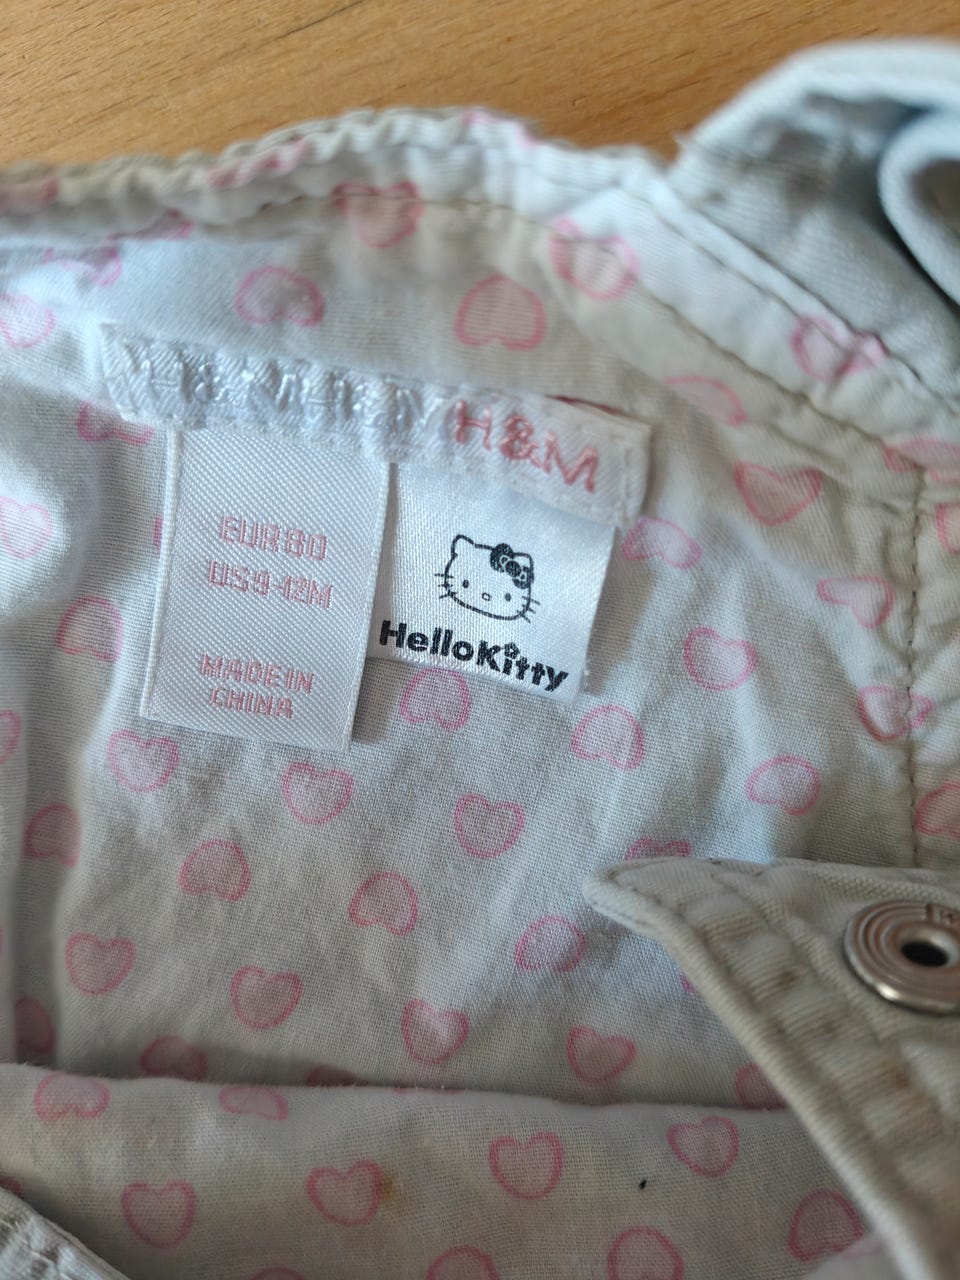 H&M
EUR 80
US 9-12M
MADE IN
CHINA
HelloKitty